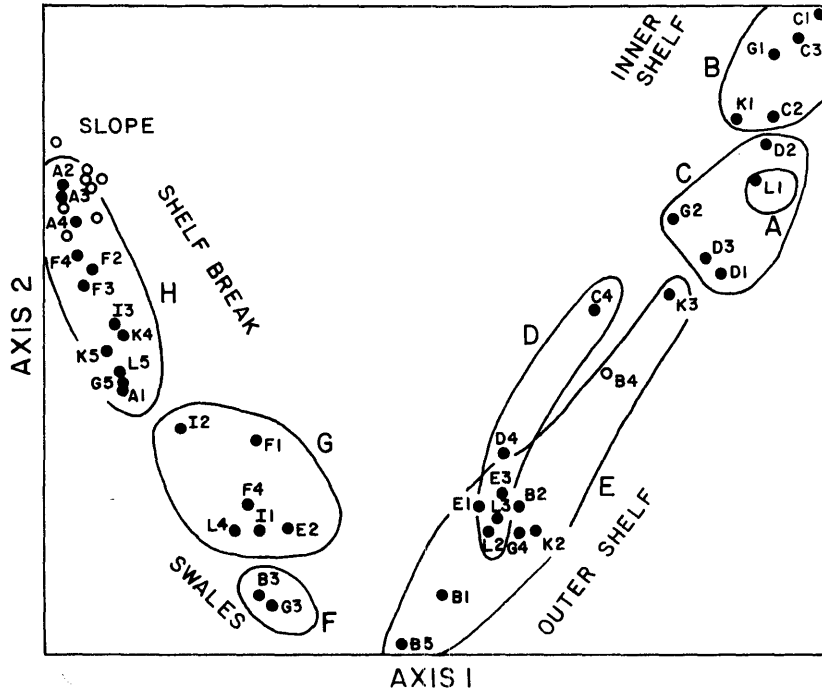 INNER
SHELF
C1
C3
G1
B
K1
C2
SLOPE
D2
A2
A3
C
L1
A4
G2
A
SHELF BREAK
F4
F2
D3
D1
F3
H
I3
K4
C4
K3
K5
D
L5
G5
A1
B4
I2
G
F1
D4
E3
E
F4
E1
L3
B2
L4
I1
E2
L2
G4
K2
SWALES
B3
G3
F
B1
OUTER SHELF
B5
AXIS 2
AXIS 1